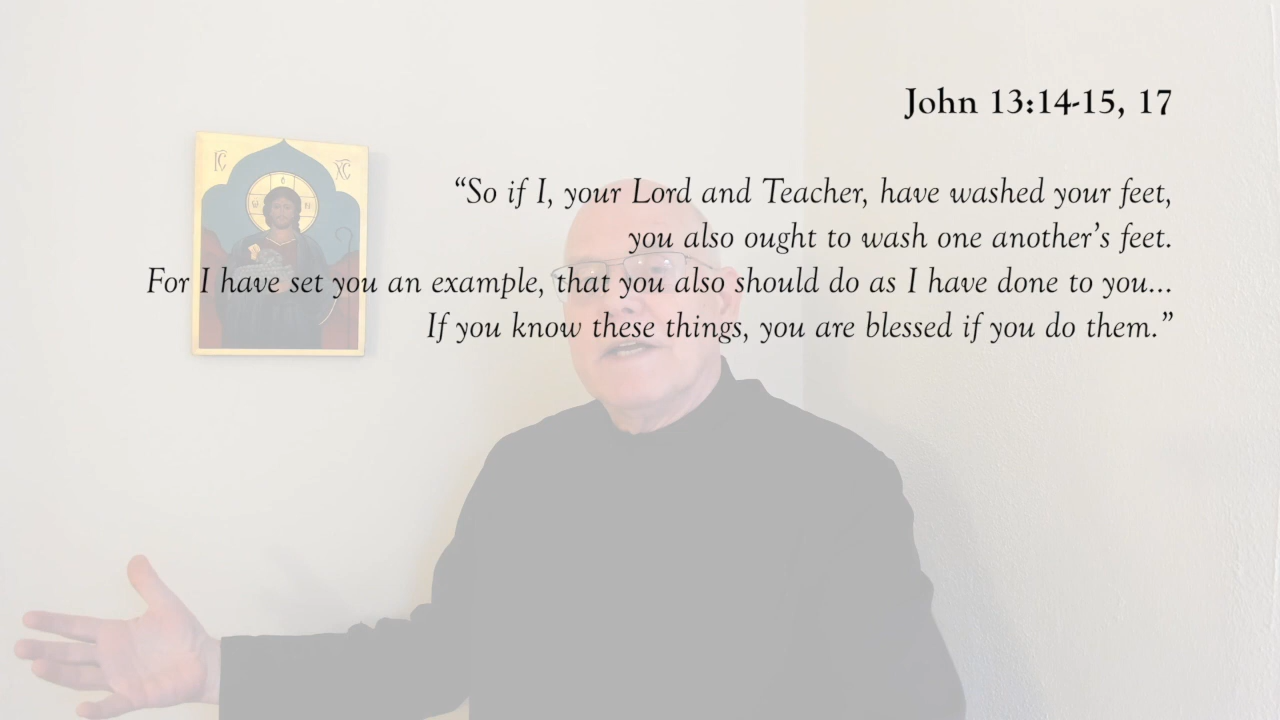 John 13:14-15, 17
“So if I, your Lord and Teacher, have washed your feet,
you also ought to wash one another’s feet.
For I have set you an example, that you also should do as I have done to you...
If you know these things, you are blessed if you do them.”
IC
XC